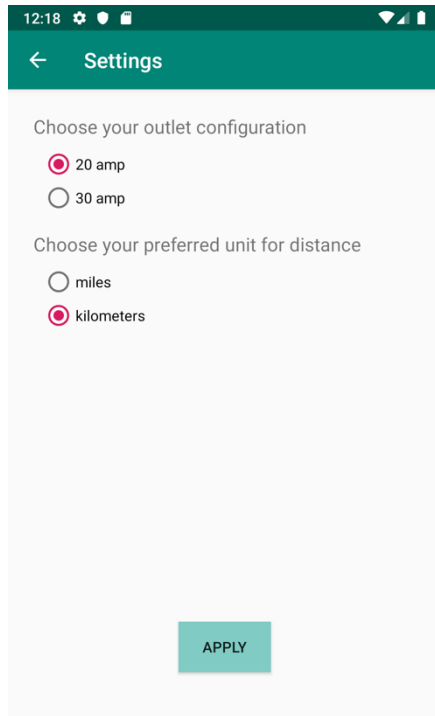 12:18
Settings
Choose your outlet configuration
20 amp
30 amp
Choose your preferred unit for distance
miles
kilometers
APPLY